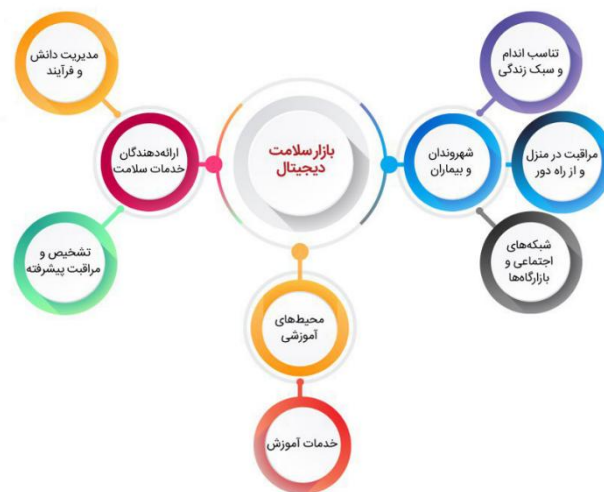 بازار سلامت
دیجیتال
شهروندان
و بیماران
تناسب اندام
و سبک زندگی
مراقبت در منزل
و از راه دور
شبکه‌های
اجتماعی و
بازارگاه‌ها
ارائه‌دهندگان
خدمات سلامت
مدیریت دانش
و فرآیند
تشخیص و
مراقبت پیشرفته
محیط‌های
آموزشی
خدمات آموزش